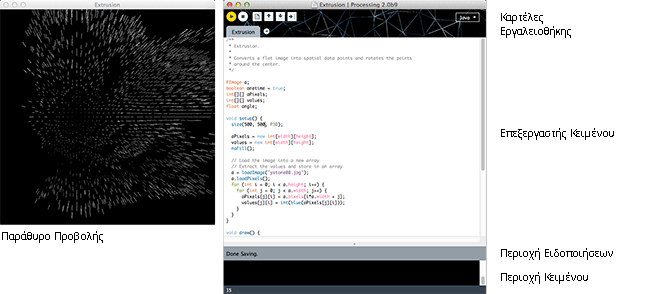 Extrusion
Παράθυρο Προβολής
Extrusion | Processing 2.0b9
Java
Extrusion
/**
 * Extrusion.
 *
 * Converts a flat image into spatial data points and rotates the points
 * around the center.
 */
PImage a;
boolean onetime = true;
int[][] aPixels;
int[][] values;
float angle;
void setup() {
  size(500, 500, P3D);
  aPixels = new int[width][height];
  values = new int[width][height];
  noFill();
  // Load the image into a new array
  // Extract the values and store in an array
  a = loadImage("ystone08.jpg");
  a.loadPixels();
  for (int i = 0; i < a.height; i++) {
    for (int j = 0; j < a.width; j++) {
      aPixels[j][i] = a.pixels[i*a.width + j];
      values[j][i] = int(blue(aPixels[j][i]));
    }
  }
}
void draw() {
Done Saving.
15
Καρτέλες
Εργαλειοθήκης
Επεξεργαστής Κειμένου
Περιοχή Ειδοποιήσεων
Περιοχή Κειμένου